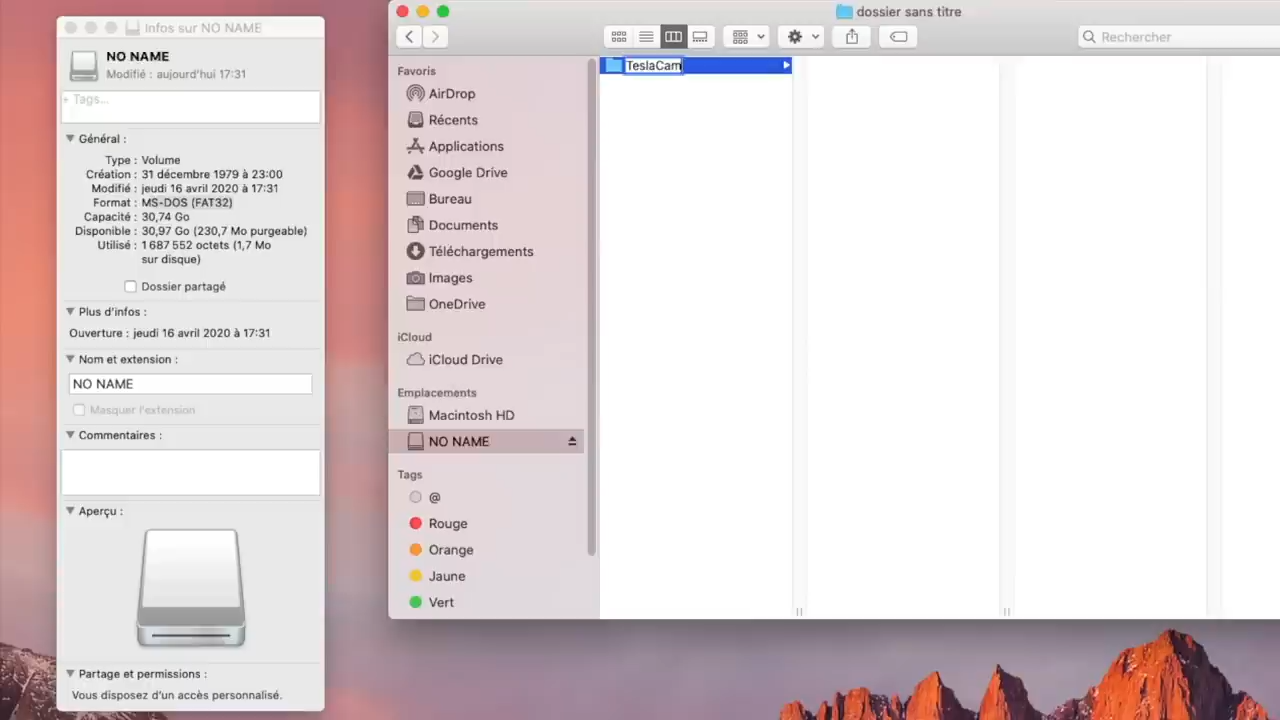 Infos sur NO NAME
NO NAME
Modifié : aujourd'hui 17:31
Tags...
Général :
Type : Volume
Création : 31 décembre 1979 à 23:00
Modifié : jeudi 16 avril 2020 à 17:31
Format : MS-DOS (FAT32)
Capacité : 30,74 Go
Disponible : 30,97 Go (230,7 Mo purgeable)
Utilisé : 1 687 552 octets (1,7 Mo
sur disque)
Dossier partagé
Plus d'infos :
Ouverture : jeudi 16 avril 2020 à 17:31
Nom et extension :
NO NAME
Masquer l'extension
Commentaires :
Aperçu :
Partage et permissions :
Vous disposez d'un accès personnalisé.
dossier sans titre
Rechercher
Favoris
AirDrop
Récents
Applications
Google Drive
Bureau
Documents
Téléchargements
Images
OneDrive
iCloud
iCloud Drive
Emplacements
Macintosh HD
NO NAME
Tags
@
Rouge
Orange
Jaune
Vert
TeslaCam